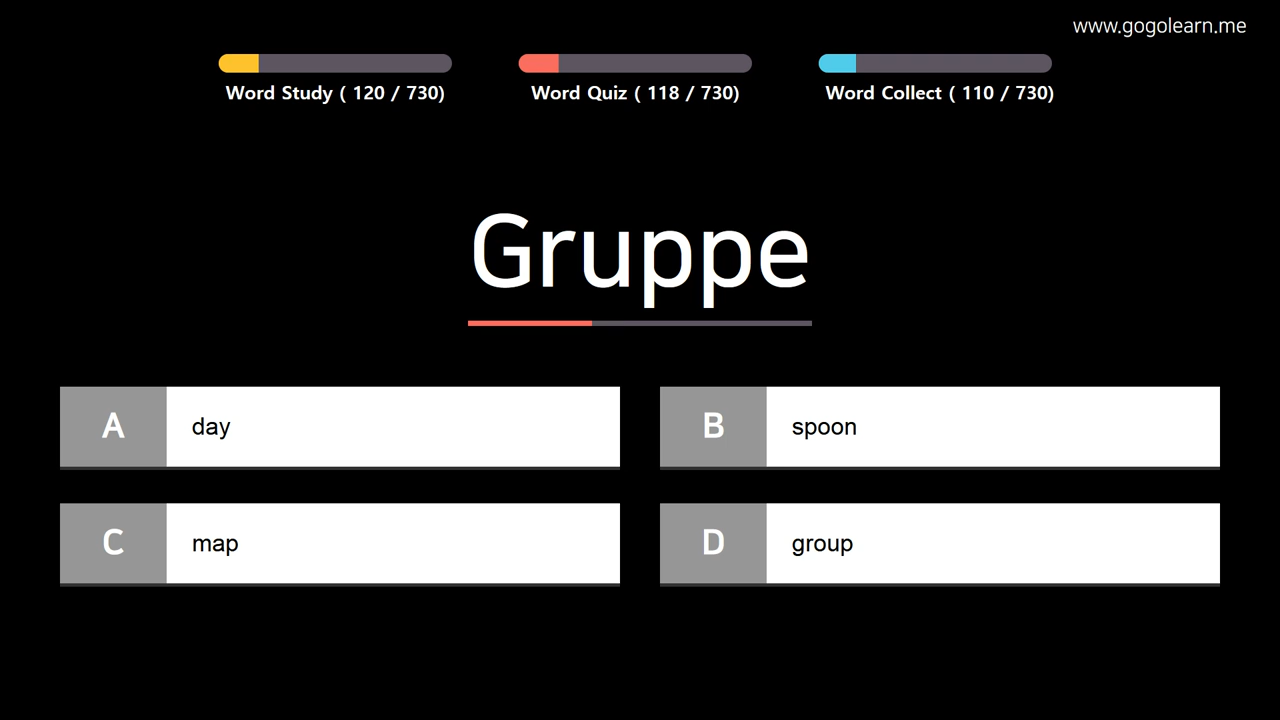 www.gogolearn.me
Word Study ( 120 / 730)
Word Quiz ( 118 / 730)
Word Collect ( 110 / 730)
Gruppe
A day
B spoon
C map
D group